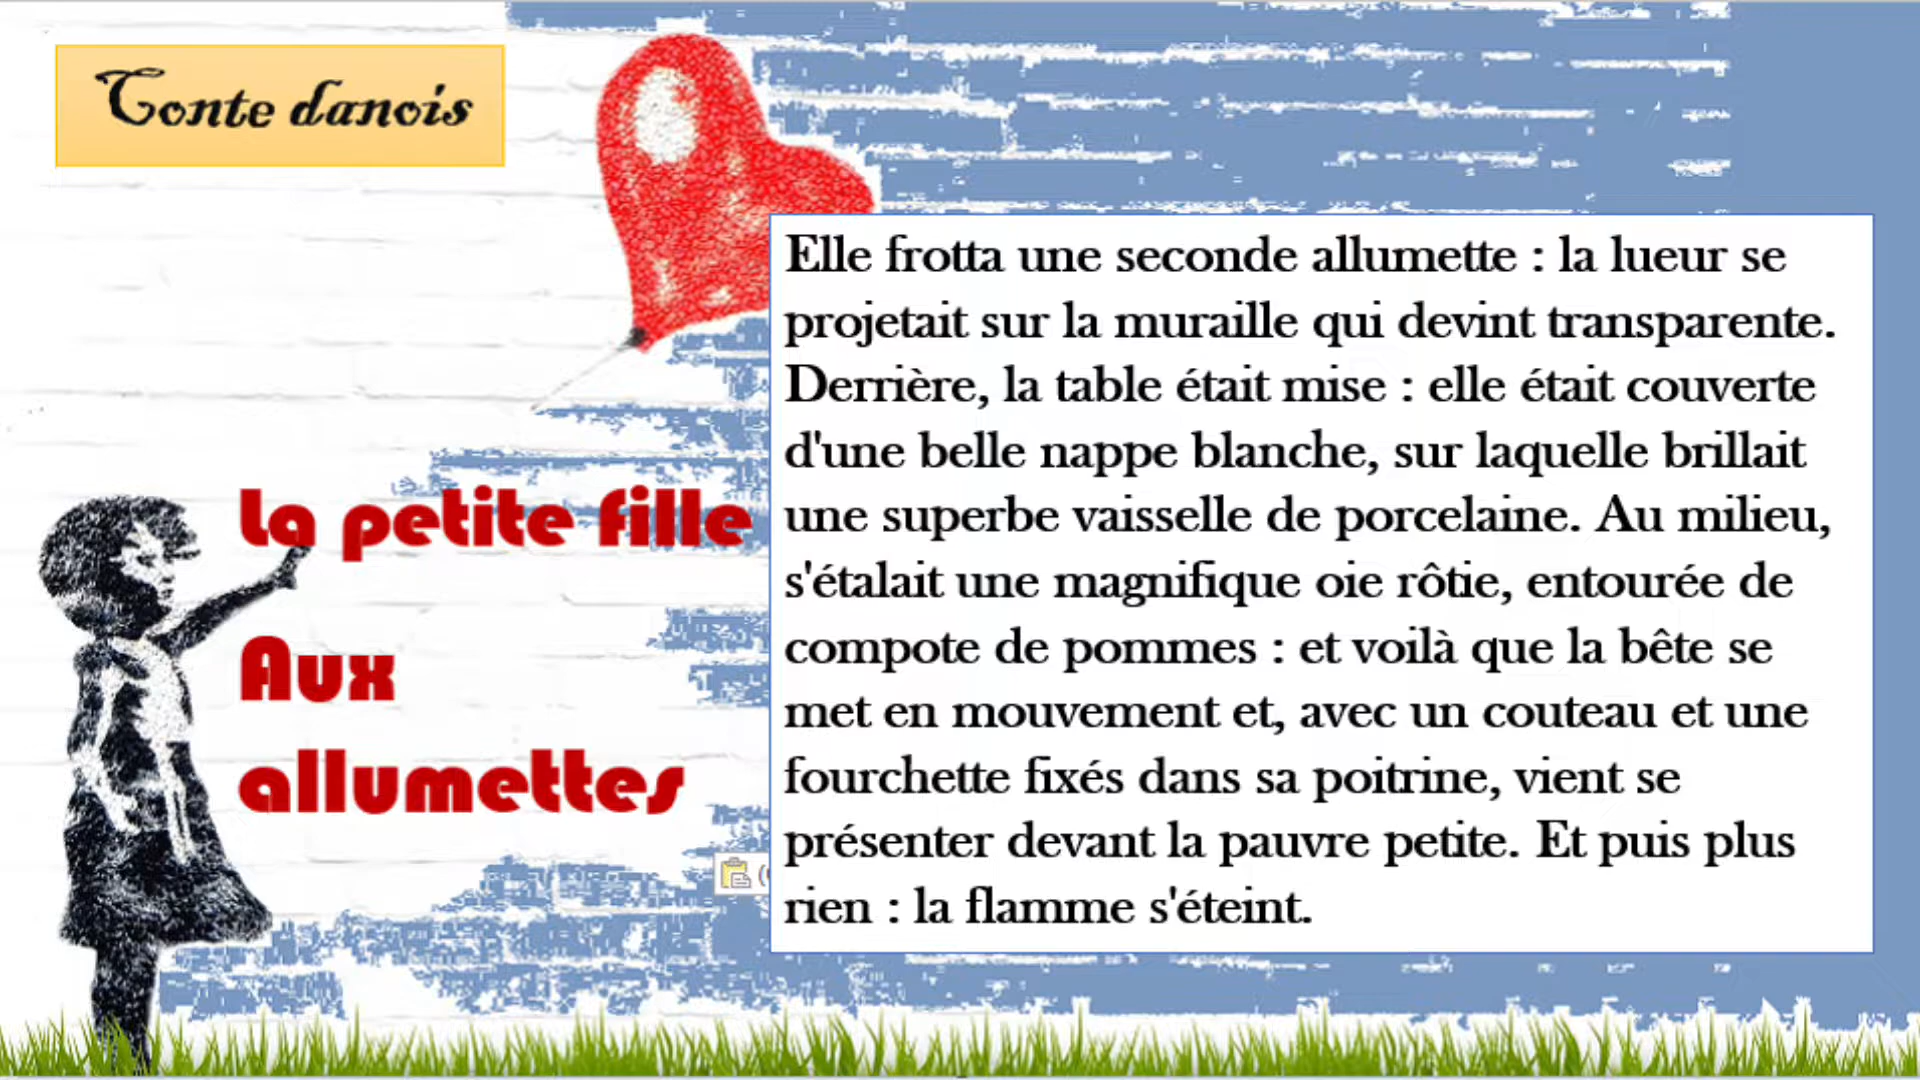 Conte danois
La petite fille
Aux
allumettes
Elle frotta une seconde allumette : la lueur se
projetait sur la muraille qui devint transparente.
Derrière, la table était mise : elle était couverte
d'une belle nappe blanche, sur laquelle brillait
une superbe vaisselle de porcelaine. Au milieu,
s'étalait une magnifique oie rôtie, entourée de
compote de pommes : et voilà que la bête se
met en mouvement et, avec un couteau et une
fourchette fixés dans sa poitrine, vient se
présenter devant la pauvre petite. Et puis plus
rien : la flamme s'éteint.